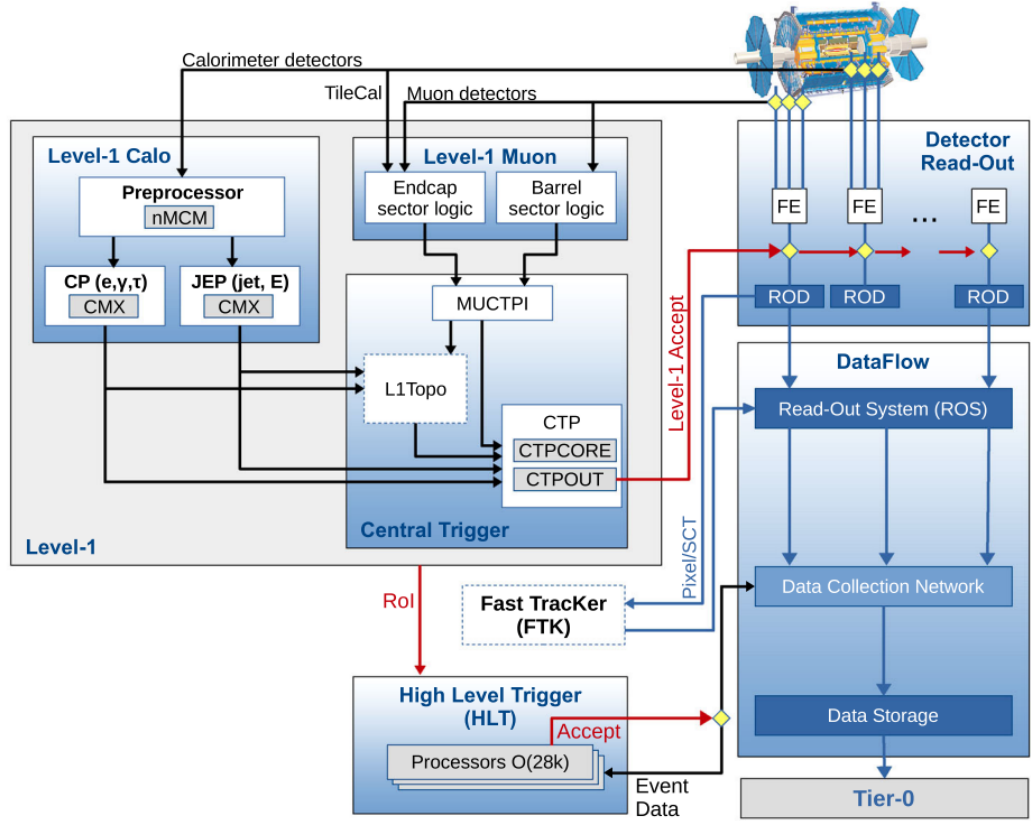 Calorimeter detectors
TileCal
Muon detectors
Level-1 Calo
Preprocessor
nMCM
CP (e,γ,τ)
CMX
JEP (jet, E)
CMX
Level-1 Muon
Endcap
sector logic
Barrel
sector logic
MUCTPI
L1Topo
CTP
CTPCORE
CTPOUT
Central Trigger
Level-1
Level-1 Accept
Detector
Read-Out
FE
FE
...
FE
ROD
ROD
ROD
DataFlow
Read-Out System (ROS)
Data Collection Network
Data Storage
Tier-0
Pixel/SCT
Fast TracKer
(FTK)
RoI
High Level Trigger
(HLT)
Accept
Processors O(28k)
Event
Data